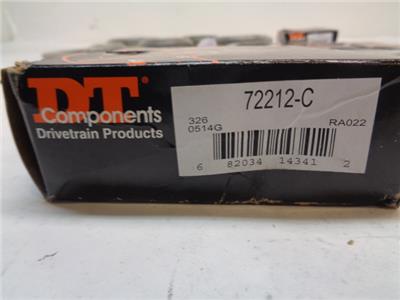 DT
Components
Drivetrain Products
72212-C
326
0514G
RA022
6 82034 14341 2